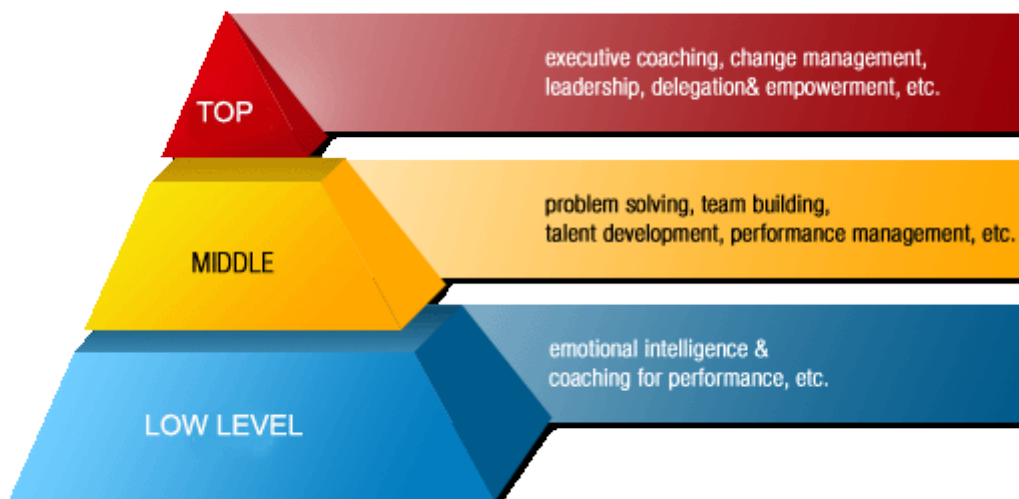 TOP
executive coaching, change management,
leadership, delegation& empowerment, etc.
MIDDLE
problem solving, team building,
talent development, performance management, etc.
LOW LEVEL
emotional intelligence &
coaching for performance, etc.